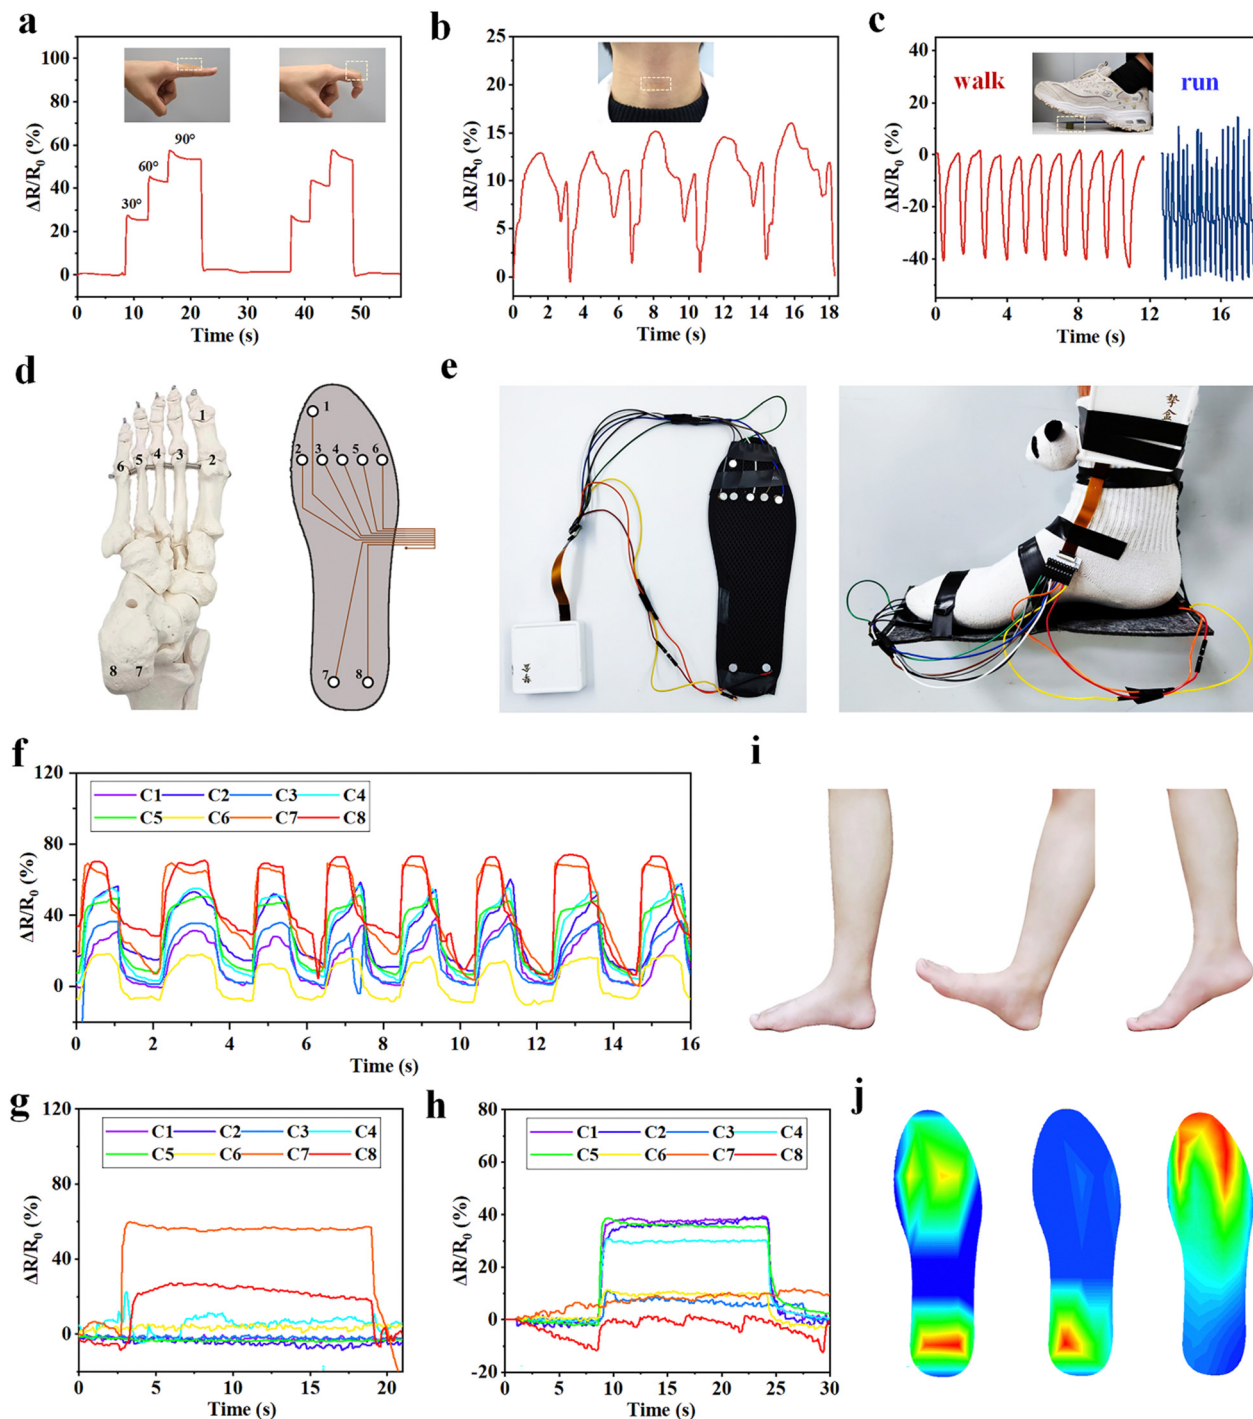 a
ΔR/R0 (%)
100
80
60
40
20
0
30°
60°
90°
0 10 20 30 40 50
Time (s)
b
ΔR/R0 (%)
25
20
15
10
5
0
0 2 4 6 8 10 12 14 16 18
Time (s)
c
ΔR/R0 (%)
40
20
0
-20
-40
walk
run
0 4 8 12 16
Time (s)
d
1
6 5 4 3 2
8 7
1
2 3 4 5 6
7 8
e
挚
盒
挚
盒
f
ΔR/R0 (%)
120
80
40
0
C1 C2 C3 C4
C5 C6 C7 C8
0 2 4 6 8 10 12 14 16
Time (s)
i
g
ΔR/R0 (%)
120
80
40
0
C1 C2 C3 C4
C5 C6 C7 C8
0 5 10 15 20
Time (s)
h
ΔR/R0 (%)
80
60
40
20
0
-20
C1 C2 C3 C4
C5 C6 C7 C8
0 5 10 15 20 25 30
Time (s)
j